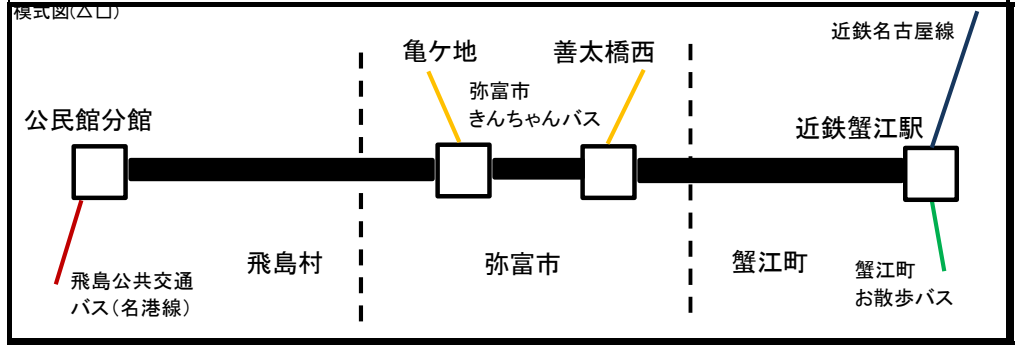 模式図(△口)
近鉄名古屋線
亀ケ地
善太橋西
弥富市
きんちゃんバス
公民館分館
近鉄蟹江駅
飛島村
弥富市
蟹江町
飛島公共交通
バス(名港線)
蟹江町
お散歩バス